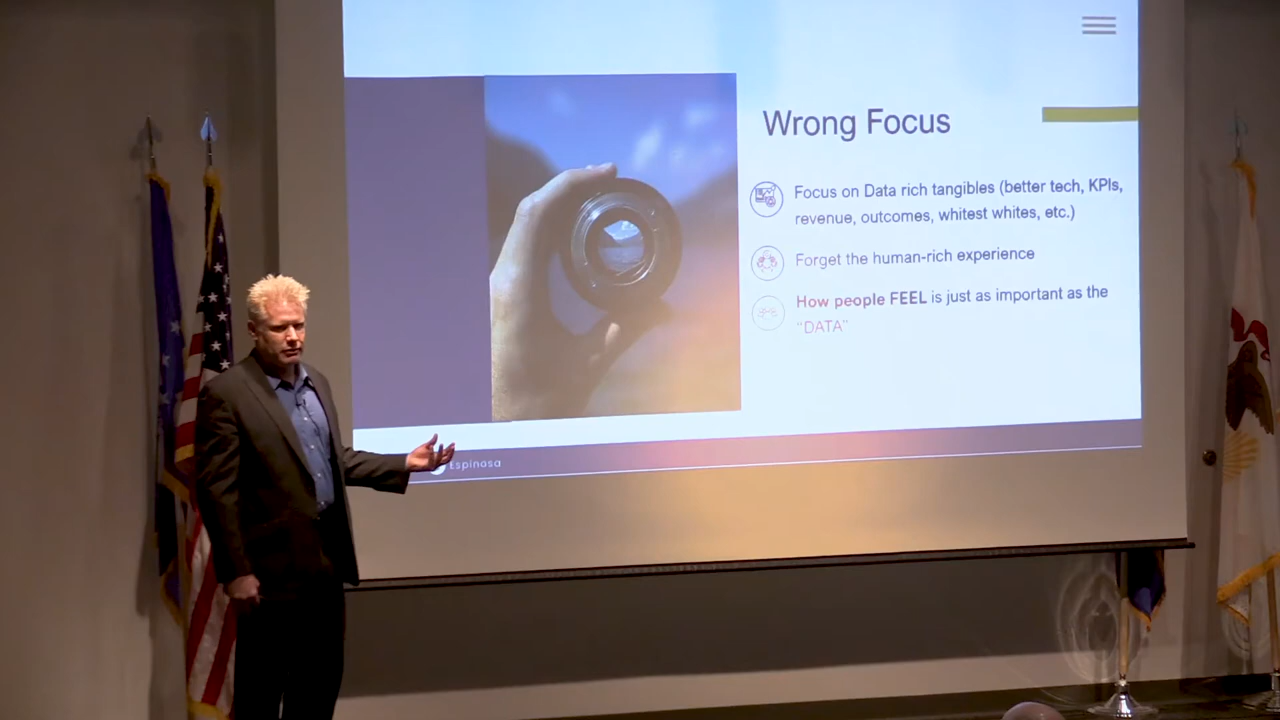 Wrong Focus
Focus on Data rich tangibles (better tech, KPIs,
revenue, outcomes, whitest whites, etc.)
Forget the human-rich experience
How people FEEL is just as important as the
"DATA"
Espinosa